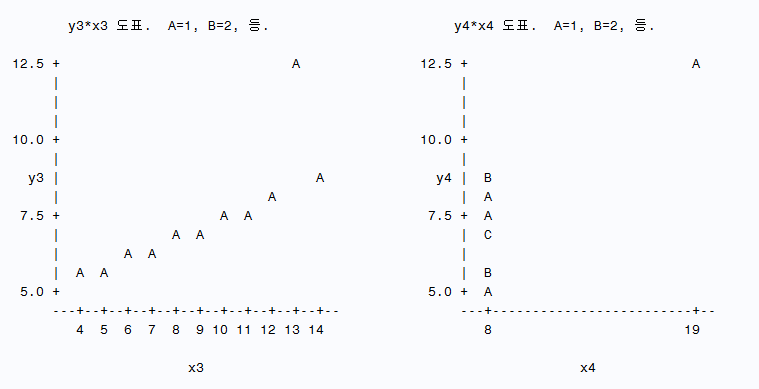 y3*x3 도표.  A=1, B=2, 등.
12.5 + A
|
|
|
10.0 +
|
y3 | A
| A
7.5 + A A
| A A
| A A
| A A
5.0 +
---+--+--+--+--+--+--+--+--+--+--+--
4 5 6 7 8 9 10 11 12 13 14
x3
y4*x4 도표.  A=1, B=2, 등.
12.5 + A
|
|
|
10.0 +
|
y4 | B
| A
7.5 + A
| C
|
| B
5.0 + A
---+-------------------------+--
8 19
x4